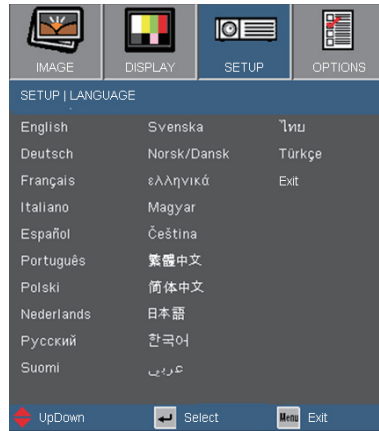 IMAGE DISPLAY SETUP OPTIONS
SETUP | LANGUAGE
English Svenska ไทย
Deutsch Norsk/Dansk Türkçe
Français ελληνικά Exit
Italiano Magyar
Español Čeština
Português 繁體中文
Polski 简体中文
Nederlands 日本語
Русский 한국어
Suomi عربي
UpDown Select Menu Exit